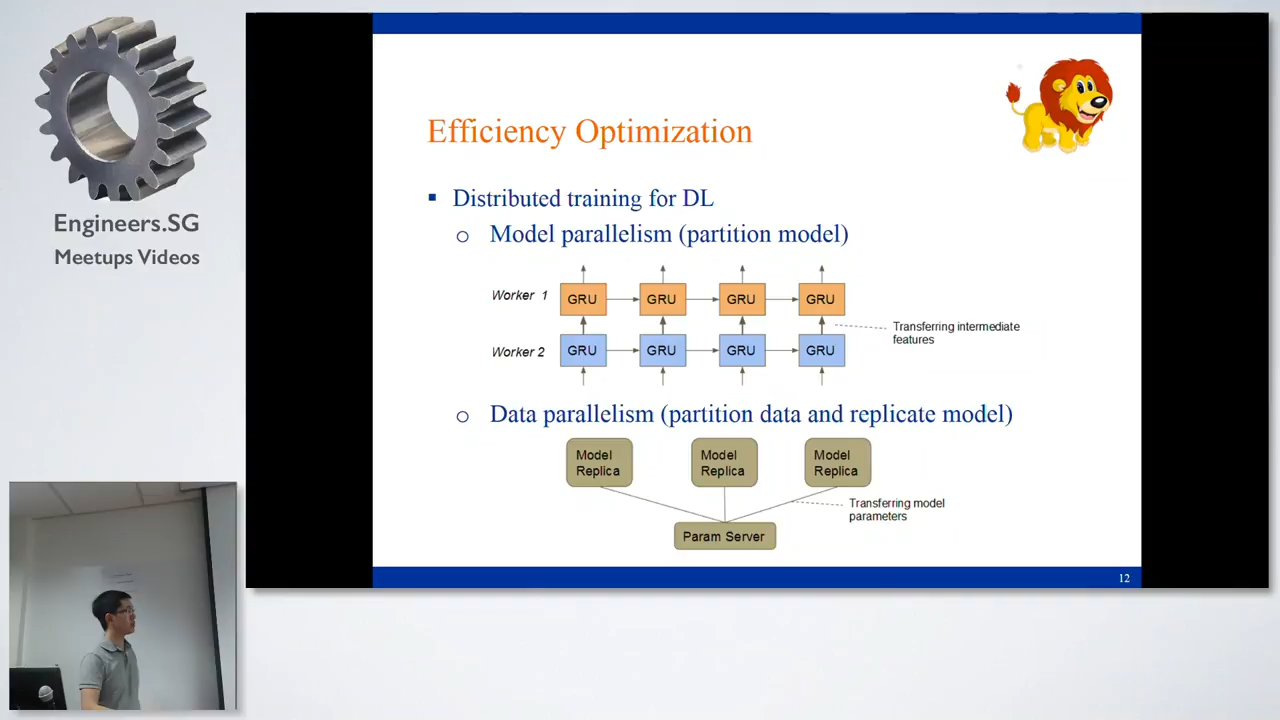 Engineers.SG
Meetups Videos
Efficiency Optimization
▪ Distributed training for DL
o Model parallelism (partition model)
Worker 1
GRU GRU GRU GRU
Transferring intermediate
features
Worker 2
GRU GRU GRU GRU
o Data parallelism (partition data and replicate model)
Model
Replica
Model
Replica
Model
Replica
Transferring model
parameters
Param Server
12